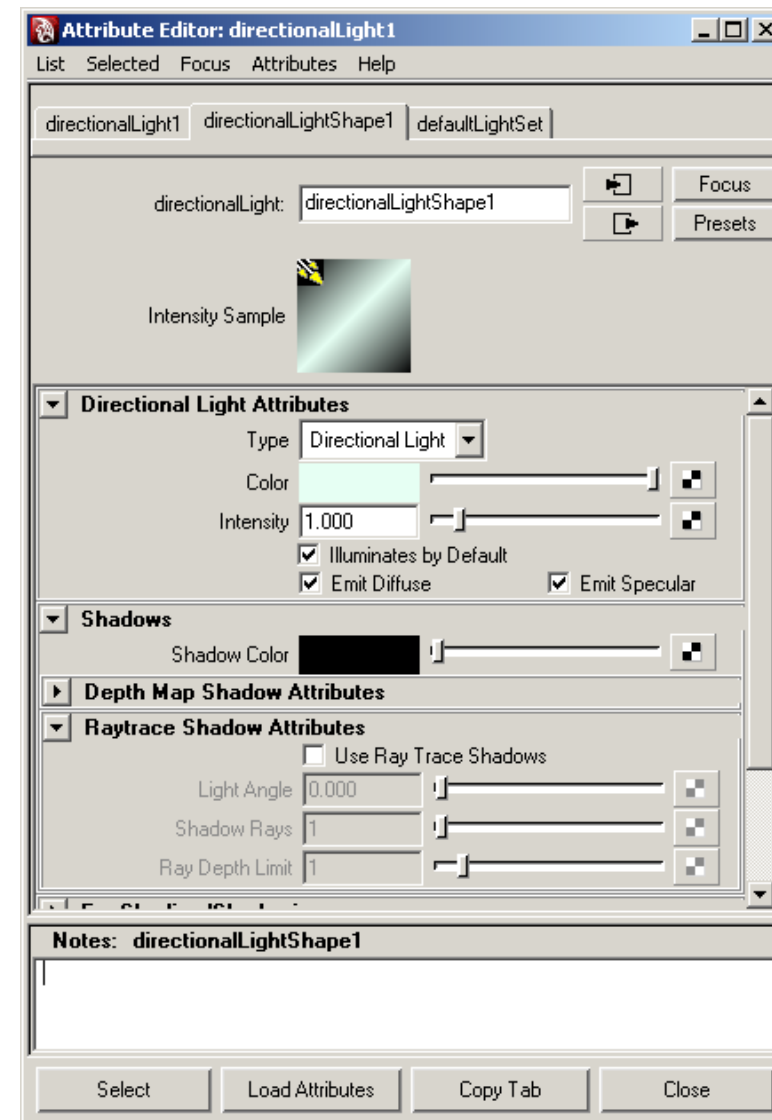 Attribute Editor: directionalLight1
List Selected Focus Attributes Help
directionalLight1 directionalLightShape1 defaultLightSet
directionalLight: directionalLightShape1 Focus
Presets
Intensity Sample
Directional Light Attributes
Type Directional Light
Color
Intensity 1.000
Illuminates by Default
Emit Diffuse Emit Specular
Shadows
Shadow Color
Depth Map Shadow Attributes
Raytrace Shadow Attributes
Use Ray Trace Shadows
Light Angle 0.000
Shadow Rays 1
Ray Depth Limit 1
Notes: directionalLightShape1
Select Load Attributes Copy Tab Close